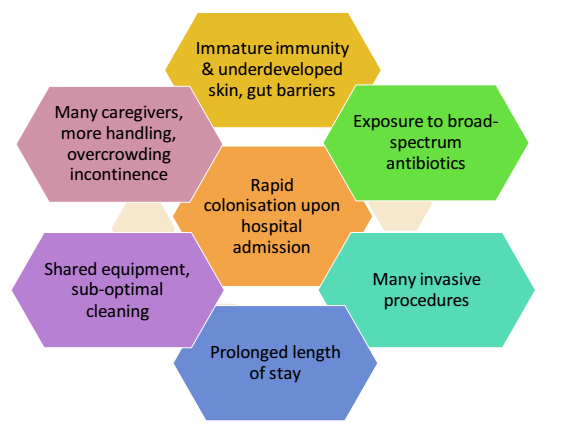 Immature immunity
& underdeveloped
skin, gut barriers
Many caregivers,
more handling,
overcrowding
incontinence
Exposure to broad-
spectrum
antibiotics
Rapid
colonisation upon
hospital
admission
Shared equipment,
sub-optimal
cleaning
Many invasive
procedures
Prolonged length
of stay